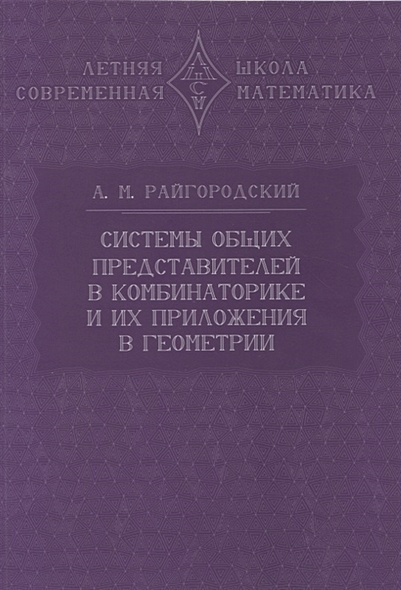 ЛЕТНЯЯ ШКОЛА
СОВРЕМЕННАЯ МАТЕМАТИКА
А. М. РАЙГОРОДСКИЙ
СИСТЕМЫ ОБЩИХ
ПРЕДСТАВИТЕЛЕЙ
В КОМБИНАТОРИКЕ
И ИХ ПРИЛОЖЕНИЯ
В ГЕОМЕТРИИ